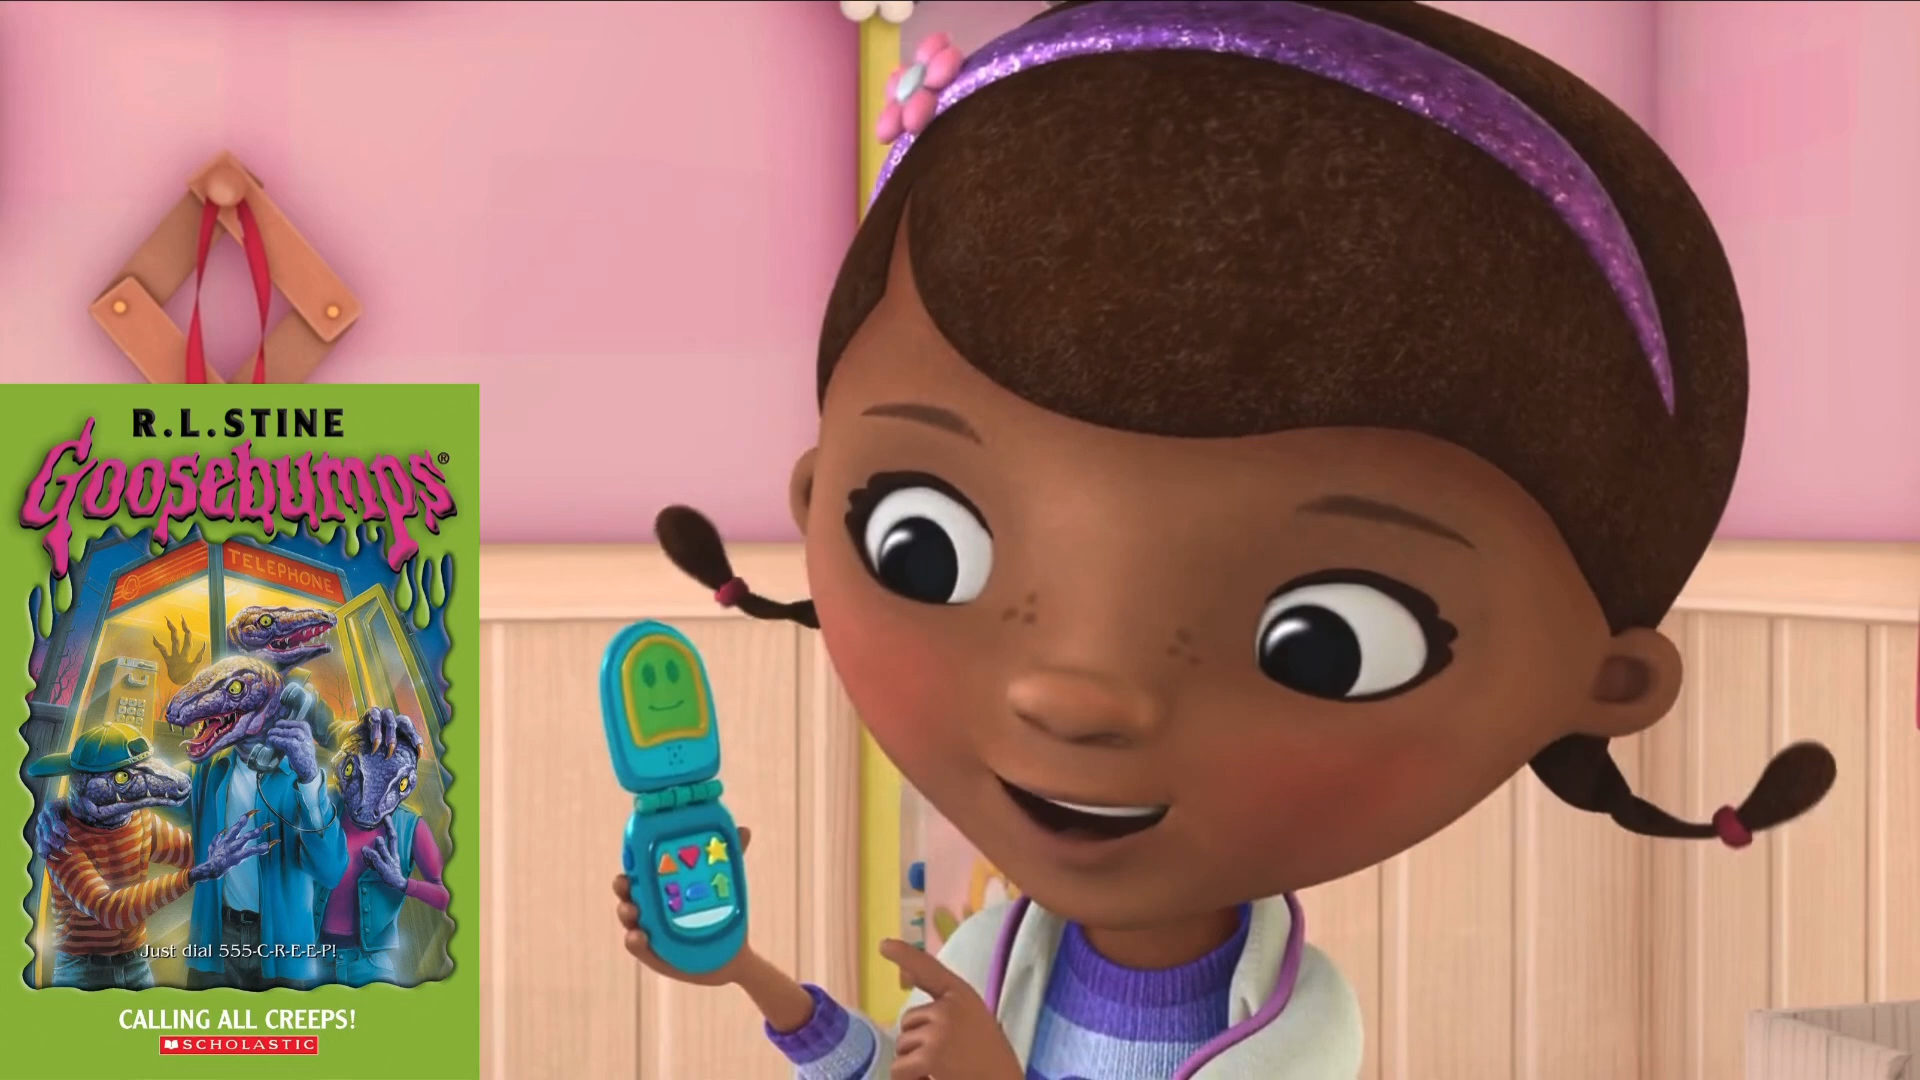 R.L.STINE
Goosebumps®
TELEPHONE
Just dial 555-C-R-E-E-P!
CALLING ALL CREEPS!
SCHOLASTIC